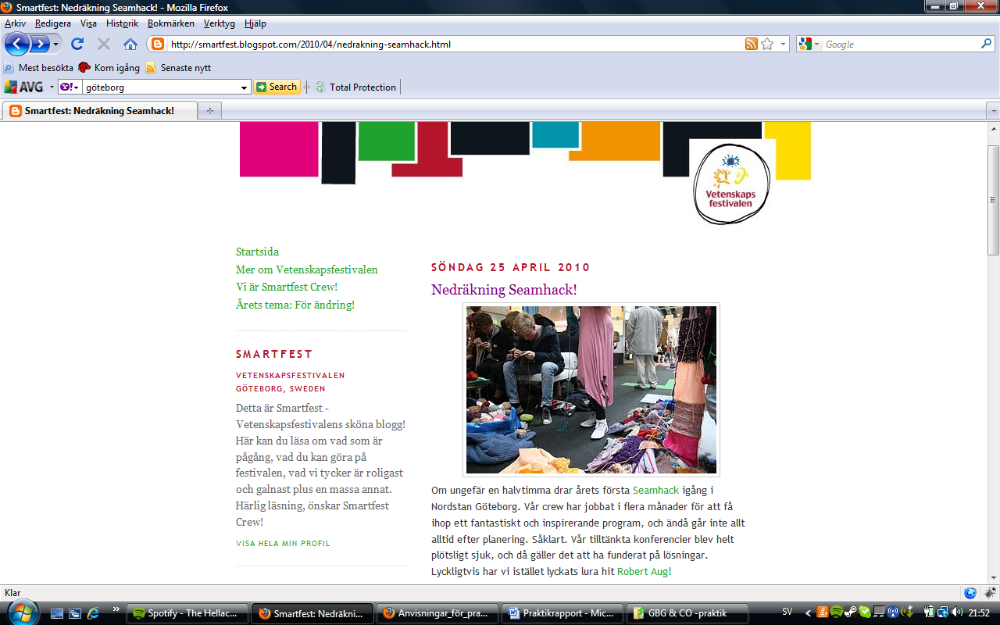 Smartfest: Nedräkning Seamhack! - Mozilla Firefox
Arkiv Redigera Visa Historik Bokmärken Verktyg Hjälp
http://smartfest.blogspot.com/2010/04/nedrakning-seamhack.html
Google
Mest besökta Kom igång Senaste nytt
AVG Y! göteborg Search Total Protection
Smartfest: Nedräkning Seamhack!
Vetenskaps
festivalen
Startsida
Mer om Vetenskapsfestivalen
Vi är Smartfest Crew!
Årets tema: För ändring!
SMARTFEST
VETENSKAPSFESTIVALEN
GÖTEBORG, SWEDEN
Detta är Smartfest -
Vetenskapsfestivalens sköna blogg!
Här kan du läsa om vad som är
pågång, vad du kan göra på
festivalen, vad vi tycker är roligast
och galnast plus en massa annat.
Härlig läsning, önskar Smartfest
Crew!
VISA HELA MIN PROFIL
SÖNDAG 25 APRIL 2010
Nedräkning Seamhack!
Om ungefär en halvtimma drar årets första Seamhack igång i
Nordstan Göteborg. Vår crew har jobbat i flera månader för att få
ihop ett fantastiskt och inspirerande program, och ändå går inte allt
alltid efter planering. Såklart. Vår tilltänkta konferencier blev helt
plötsligt sjuk, och då gäller det att ha funderat på lösningar.
Lyckligtvis har vi istället lyckats lura hit Robert Aug!
Klar
Spotify - The Hellac... Smartfest: Nedräkni... Anvisningar_för_pra... Praktikrapport - Mic... GBG & CO -praktik SV 21:52